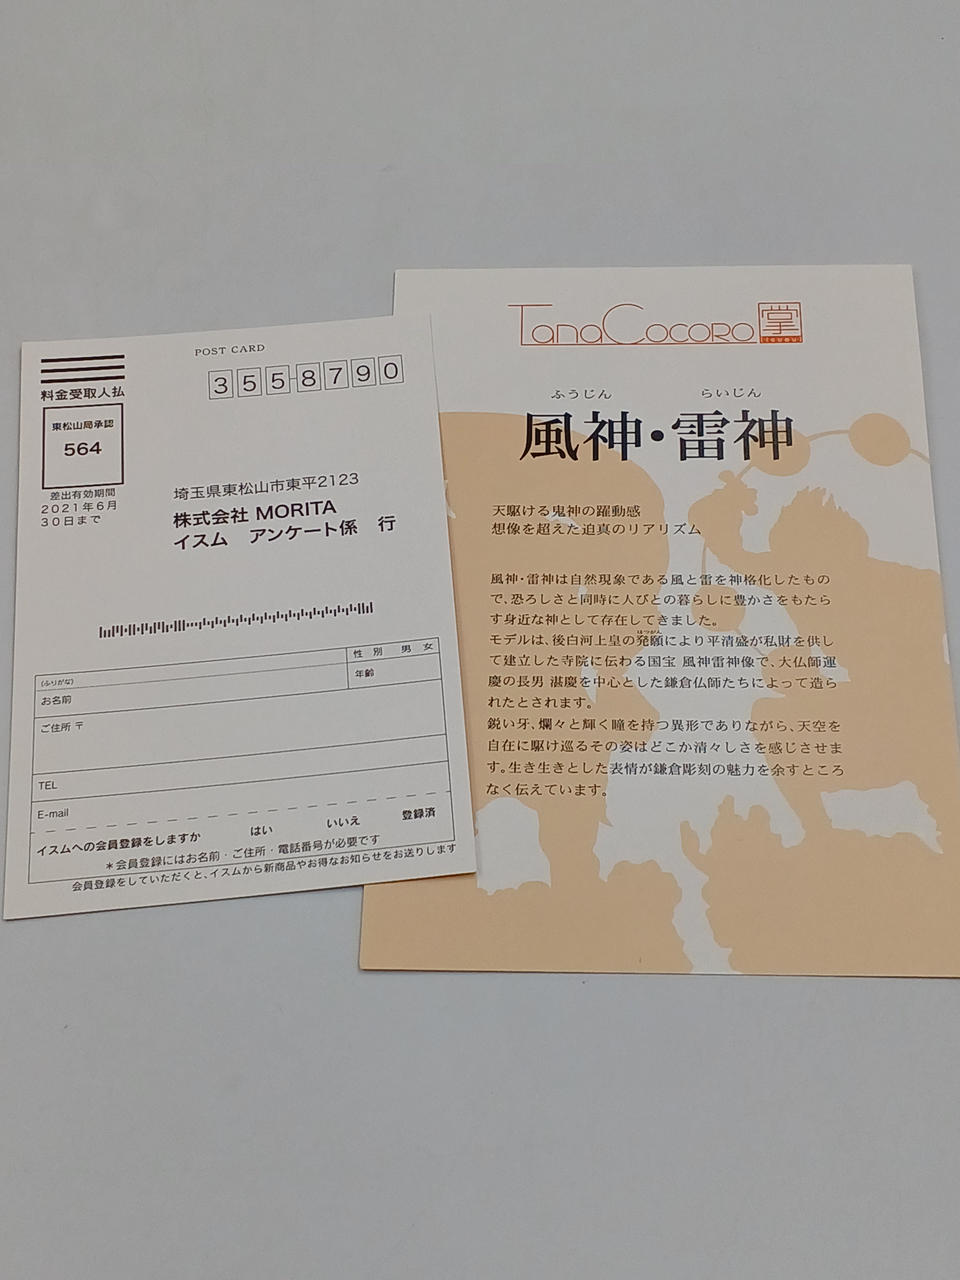 POST CARD
料金受取人払
東松山局承認
564
差出有効期間
2021年6月
30日まで
355-8790
埼玉県東松山市東平2123
株式会社 MORITA
イスム アンケート係 行
(ふりがな)
お名前
性 別 男 女
年齢
ご住所 〒
TEL
E-mail
イスムへの会員登録をしますか はい いいえ 登録済
＊会員登録にはお名前・ご住所・電話番号が必要です
会員登録をしていただくと、イスムから新商品やお得なお知らせをお送りします
TanaCocoro 掌
ふうじん らいじん
風神・雷神
天駆ける鬼神の躍動感
想像を超えた迫真のリアリズム
風神・雷神は自然現象である風と雷を神格化したもの
で、恐ろしさと同時に人びとの暮らしに豊かさをもたら
す身近な神として存在してきました。
ほつがん
モデルは、後白河上皇の発願により平清盛が私財を供し
て建立した寺院に伝わる国宝 風神雷神像で、大仏師運
慶の長男 湛慶を中心とした鎌倉仏師たちによって造ら
れたとされます。
鋭い牙、爛々と輝く瞳を持つ異形でありながら、天空を
自在に駆け巡るその姿はどこか清々しさを感じさせま
す。生き生きとした表情が鎌倉彫刻の魅力を余すところ
なく伝えています。